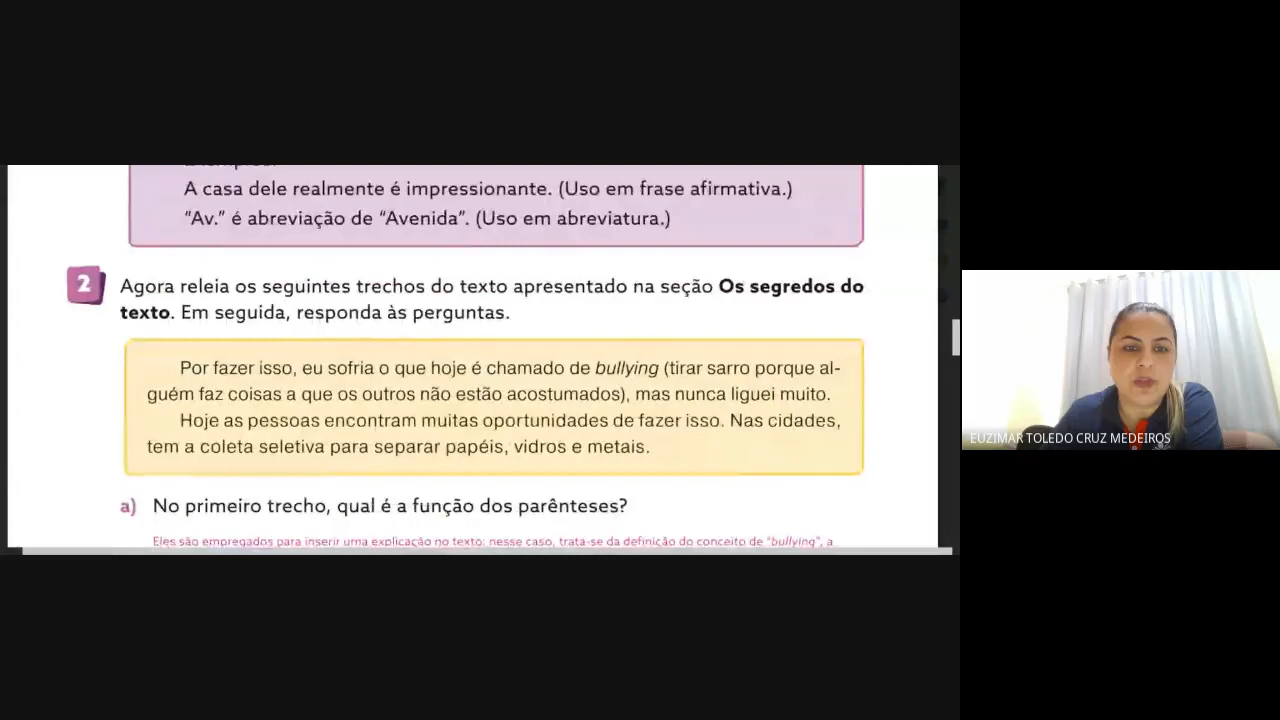 A casa dele realmente é impressionante. (Uso em frase afirmativa.)
“Av.” é abreviação de “Avenida”. (Uso em abreviatura.)
2
Agora releia os seguintes trechos do texto apresentado na seção Os segredos do
texto. Em seguida, responda às perguntas.
Por fazer isso, eu sofria o que hoje é chamado de bullying (tirar sarro porque al-
guém faz coisas a que os outros não estão acostumados), mas nunca liguei muito.
Hoje as pessoas encontram muitas oportunidades de fazer isso. Nas cidades,
tem a coleta seletiva para separar papéis, vidros e metais.
a) No primeiro trecho, qual é a função dos parênteses?
Eles são empregados para inserir uma explicação no texto: nesse caso, trata-se da definição do conceito de “bullying”, a
EUZIMAR TOLEDO CRUZ MEDEIROS